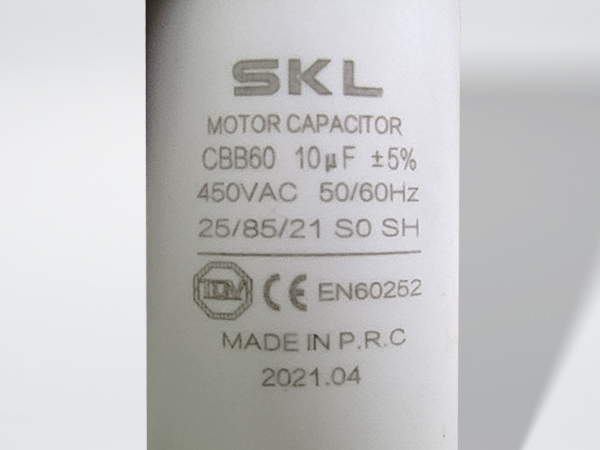 SKL
MOTOR CAPACITOR
CBB60 10μF ±5%
450VAC 50/60Hz
25/85/21 S0 SH
TÜV CE EN60252
MADE IN P.R.C
2021.04